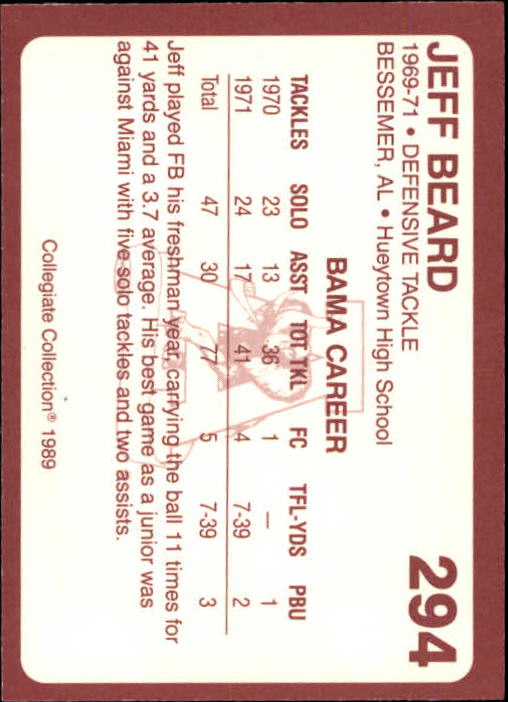 JEFF BEARD 294
1969-71 • DEFENSIVE TACKLE
BESSEMER, AL • Hueytown High School
BAMA CAREER
TACKLES SOLO ASST TOT TKL FC TFL-YDS PBU
1970 23 13 36 1 — 1
1971 24 17 41 4 7-39 2
Total 47 30 77 5 7-39 3
Jeff played FB his freshman year, carrying the ball 11 times for
41 yards and a 3.7 average. His best game as a junior was
against Miami with five solo tackles and two assists.
Collegiate Collection® 1989